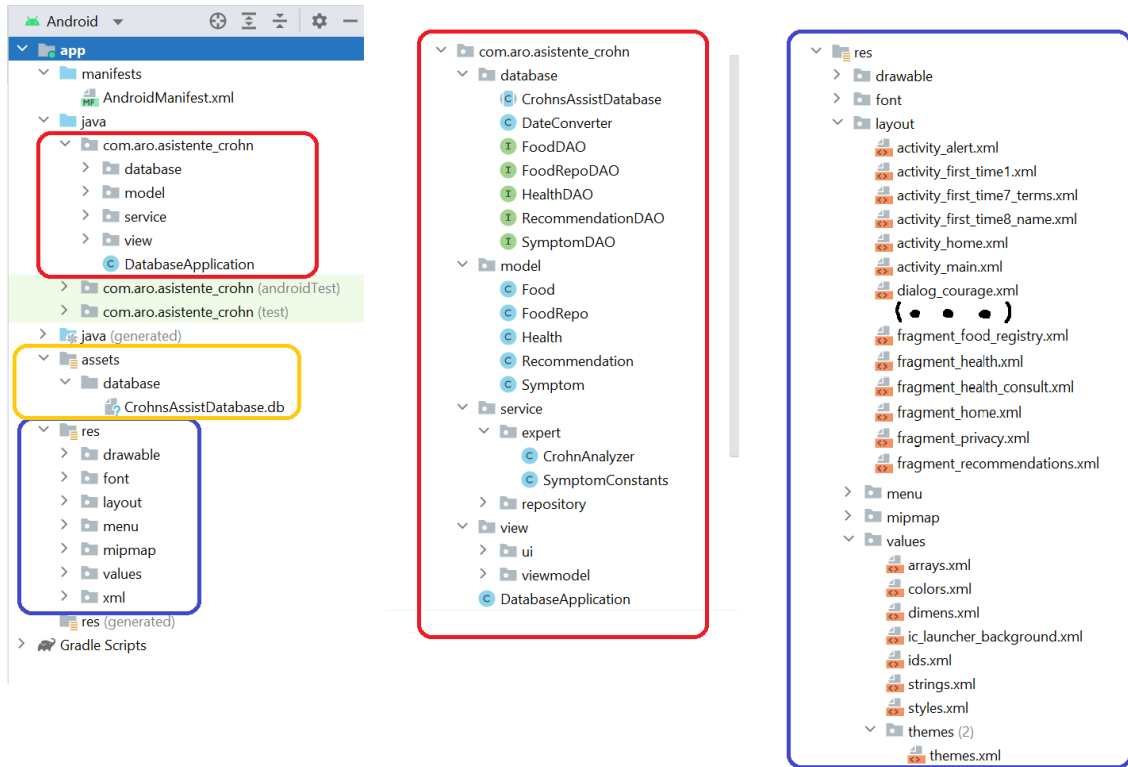 Android
app
manifests
AndroidManifest.xml
java
com.aro.asistente_crohn
database
model
service
view
DatabaseApplication
com.aro.asistente_crohn (androidTest)
com.aro.asistente_crohn (test)
java (generated)
assets
database
CrohnsAssistDatabase.db
res
drawable
font
layout
menu
mipmap
values
xml
res (generated)
Gradle Scripts
com.aro.asistente_crohn
database
CrohnsAssistDatabase
DateConverter
FoodDAO
FoodRepoDAO
HealthDAO
RecommendationDAO
SymptomDAO
model
Food
FoodRepo
Health
Recommendation
Symptom
service
expert
CrohnAnalyzer
SymptomConstants
repository
view
ui
viewmodel
DatabaseApplication
res
drawable
font
layout
activity_alert.xml
activity_first_time1.xml
activity_first_time7_terms.xml
activity_first_time8_name.xml
activity_home.xml
activity_main.xml
dialog_courage.xml
(...)
fragment_food_registry.xml
fragment_health.xml
fragment_health_consult.xml
fragment_home.xml
fragment_privacy.xml
fragment_recommendations.xml
menu
mipmap
values
arrays.xml
colors.xml
dimens.xml
ic_launcher_background.xml
ids.xml
strings.xml
styles.xml
themes (2)
themes.xml